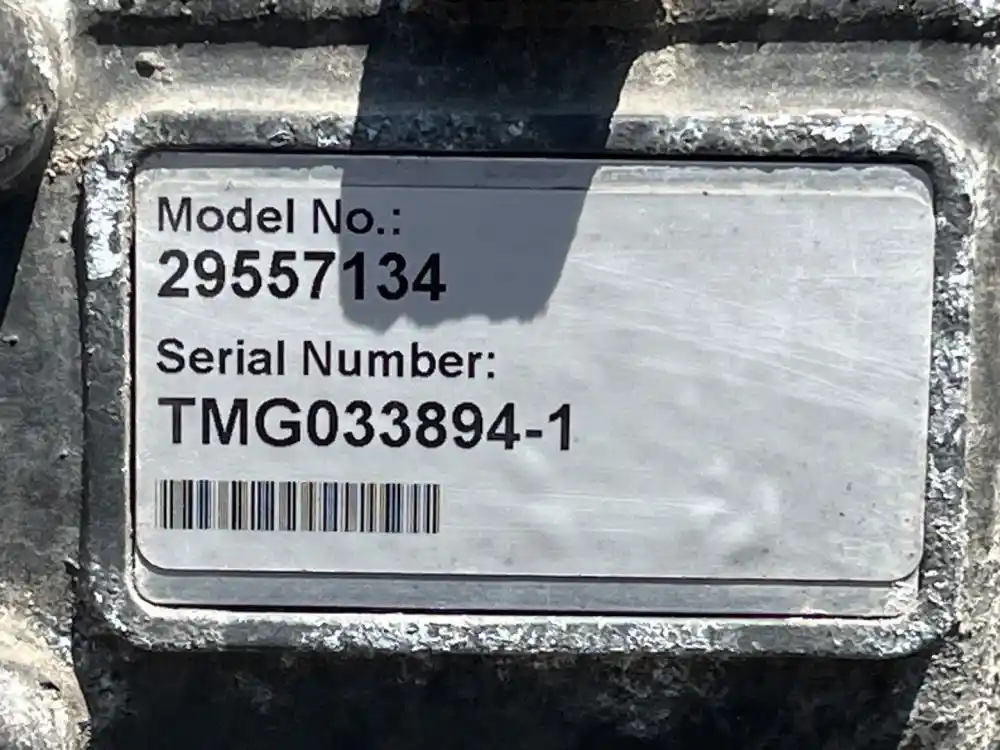 Model No.:
29557134
Serial Number:
TMG033894-1